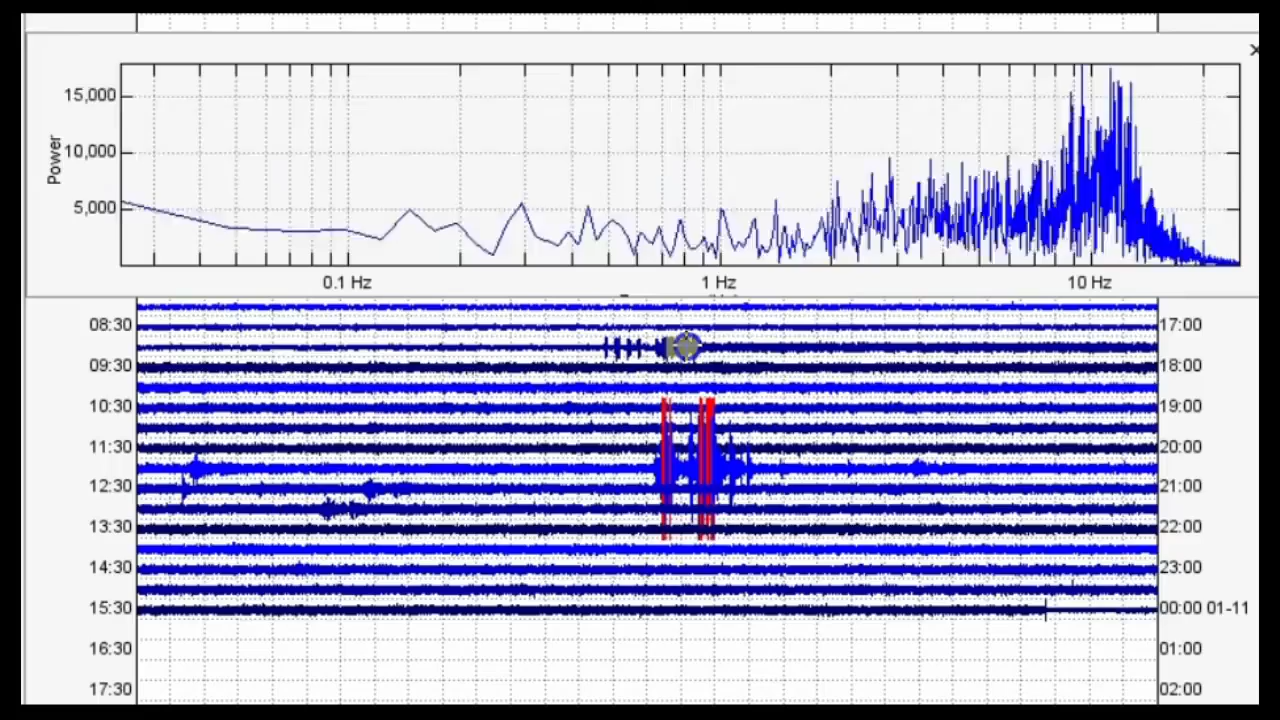 ×
15,000
10,000
5,000
Power
0.1 Hz
1 Hz
10 Hz
08:30 17:00
09:30 18:00
10:30 19:00
11:30 20:00
12:30 21:00
13:30 22:00
14:30 23:00
15:30 00:00 01-11
16:30 01:00
17:30 02:00